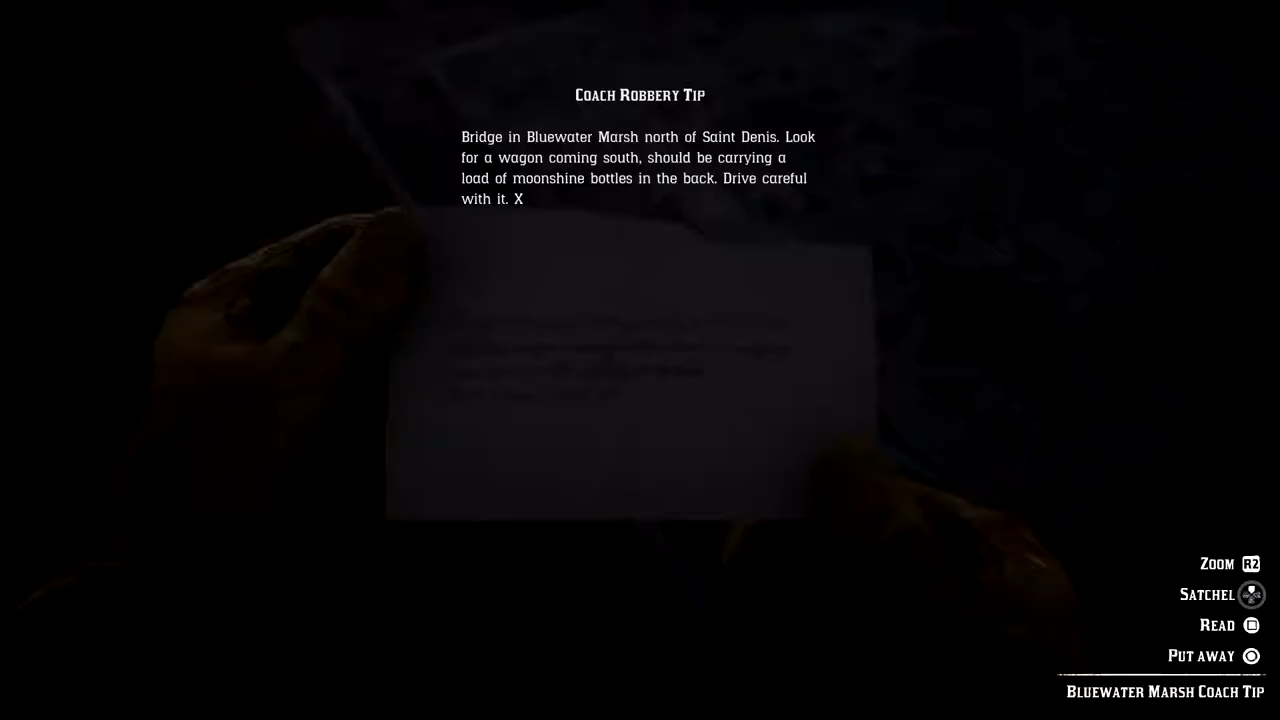 Coach Robbery Tip
Bridge in Bluewater Marsh north of Saint Denis. Look
for a wagon coming south, should be carrying a
load of moonshine bottles in the back. Drive careful
with it. X
Zoom R2
Satchel
Read
Put away
Bluewater Marsh Coach Tip